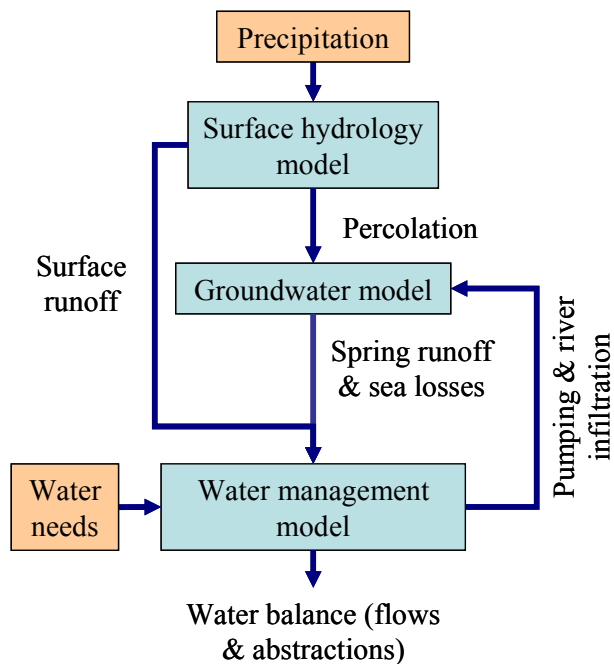 Precipitation
Surface hydrology
model
Percolation
Surface
runoff
Groundwater model
Spring runoff
& sea losses
Pumping & river
infiltration
Water
needs
Water management
model
Water balance (flows
& abstractions)